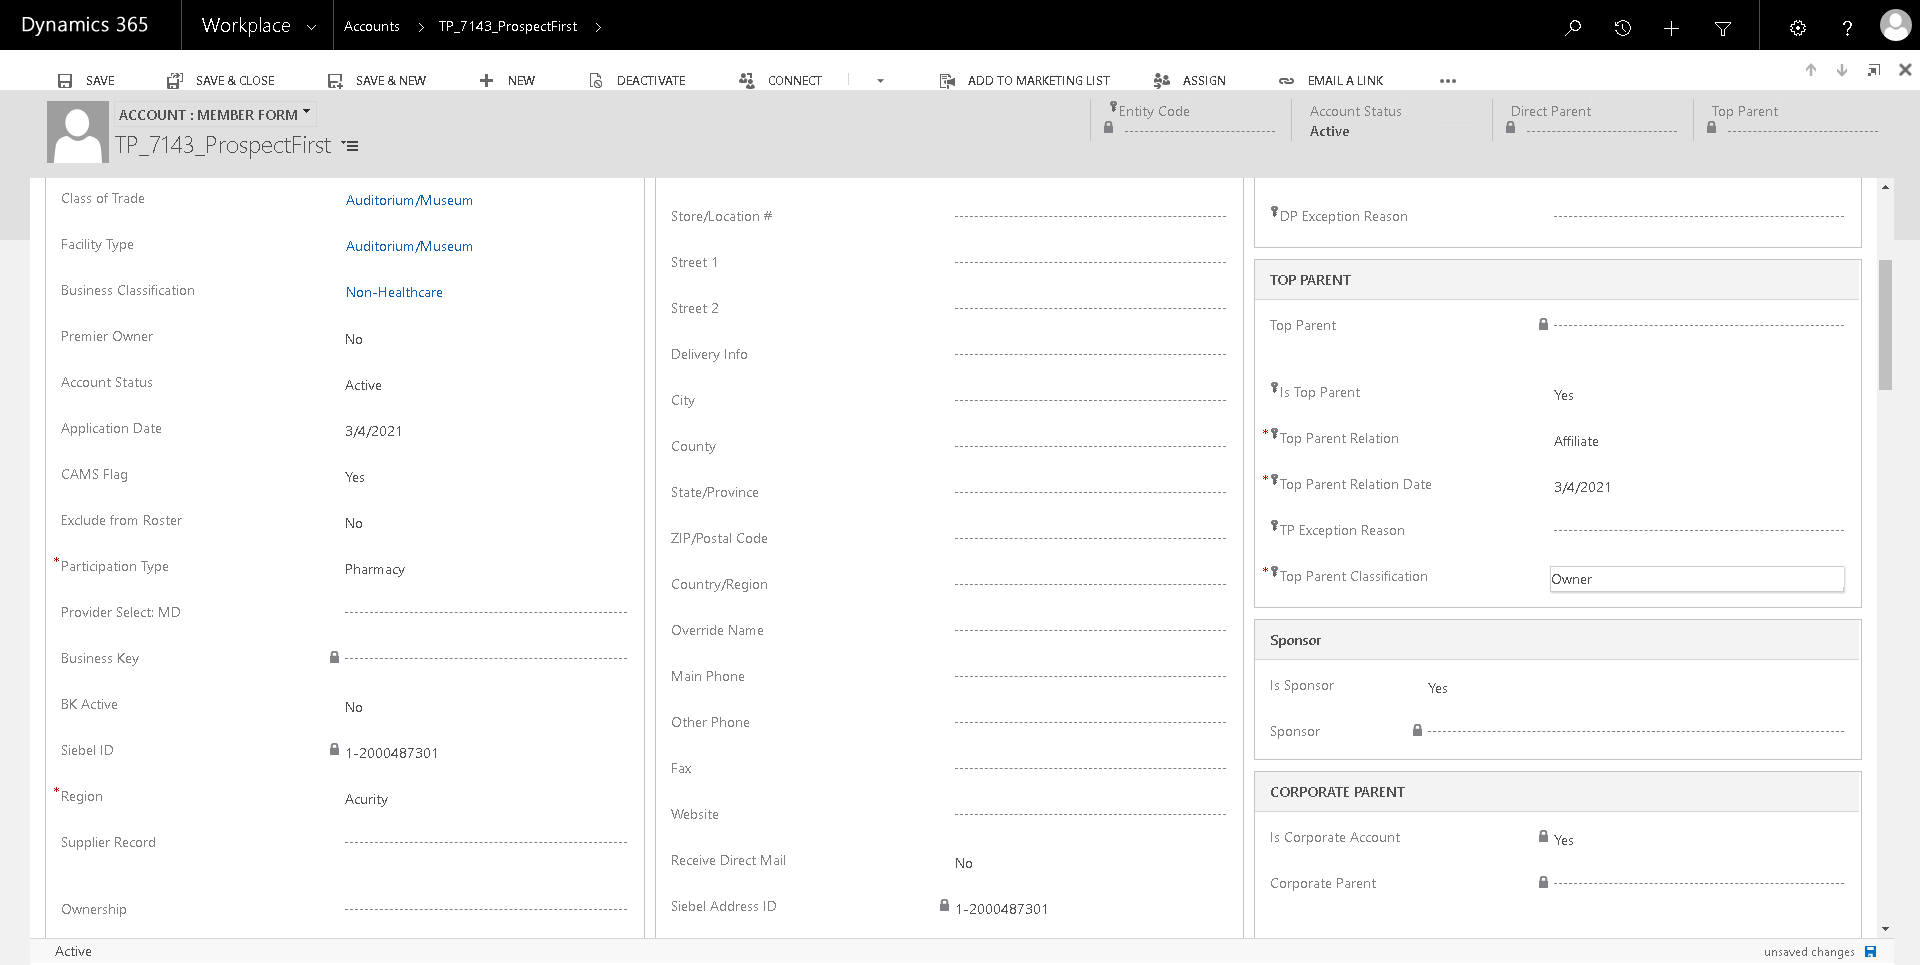 Dynamics 365
Workplace
Accounts > TP_7143_ProspectFirst >
SAVE
SAVE & CLOSE
SAVE & NEW
NEW
DEACTIVATE
CONNECT
ADD TO MARKETING LIST
ASSIGN
EMAIL A LINK
ACCOUNT : MEMBER FORM
TP_7143_ProspectFirst
Entity Code
Account Status
Active
Direct Parent
Top Parent
Class of Trade Auditorium/Museum
Facility Type Auditorium/Museum
Business Classification Non-Healthcare
Premier Owner No
Account Status Active
Application Date 3/4/2021
CAMS Flag Yes
Exclude from Roster No
*Participation Type Pharmacy
Provider Select: MD
Business Key
BK Active No
Siebel ID 1-2000487301
*Region Acurity
Supplier Record
Ownership
Store/Location #
Street 1
Street 2
Delivery Info
City
County
State/Province
ZIP/Postal Code
Country/Region
Override Name
Main Phone
Other Phone
Fax
Website
Receive Direct Mail No
Siebel Address ID 1-2000487301
DP Exception Reason
TOP PARENT
Top Parent
Is Top Parent Yes
*Top Parent Relation Affiliate
*Top Parent Relation Date 3/4/2021
TP Exception Reason
*Top Parent Classification Owner
Sponsor
Is Sponsor Yes
Sponsor
CORPORATE PARENT
Is Corporate Account Yes
Corporate Parent
Active
unsaved changes